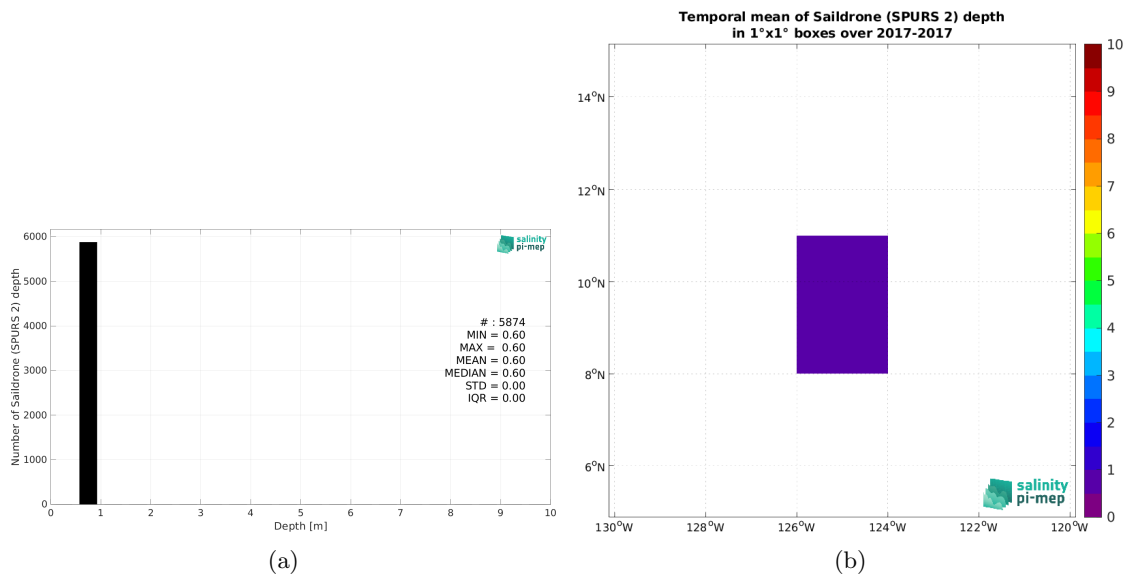 6000
5000
4000
3000
2000
1000
0
Number of Saildrone (SPURS 2) depth
salinity
pi-mep
# : 5874
MIN = 0.60
MAX =  0.60
MEAN = 0.60
MEDIAN = 0.60
STD = 0.00
IQR = 0.00
0 1 2 3 4 5 6 7 8 9 10
Depth [m]
(a)
Temporal mean of Saildrone (SPURS 2) depth
in 1°x1° boxes over 2017-2017
14°N
12°N
10°N
8°N
6°N
130°W 128°W 126°W 124°W 122°W 120°W
salinity
pi-mep
10
9
8
7
6
5
4
3
2
1
0
(b)